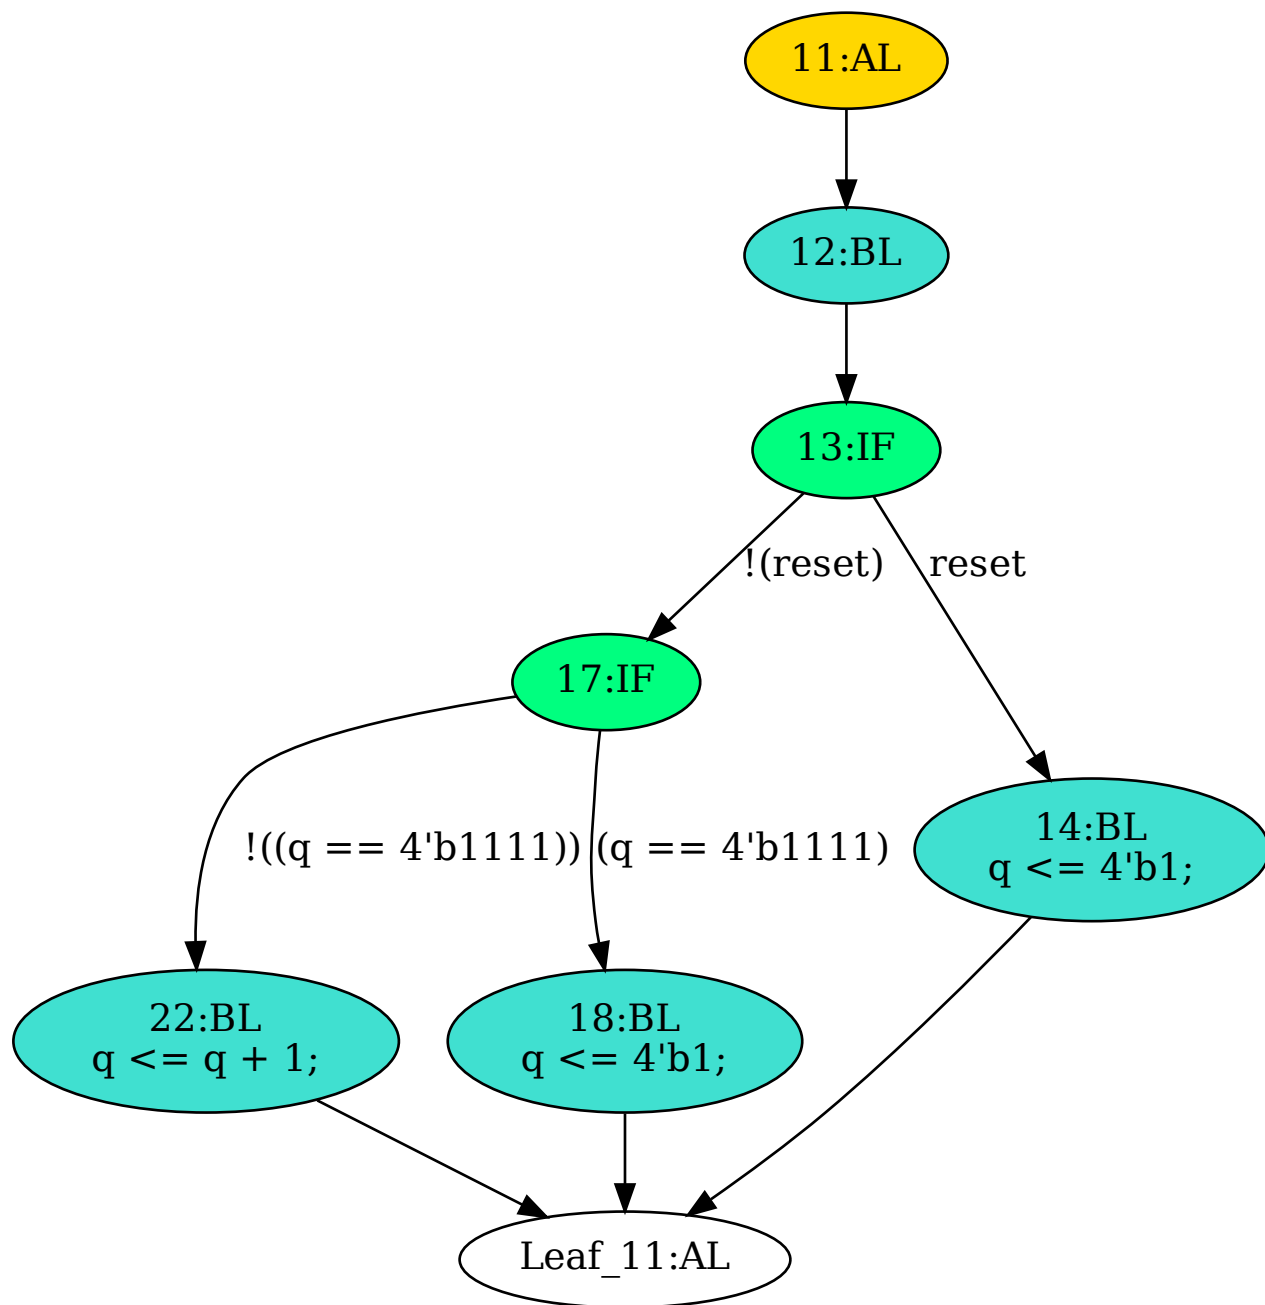 11:AL
12:BL
13:IF
!(reset)
reset
17:IF
!((q == 4'b1111))
(q == 4'b1111)
14:BL
q <= 4'b1;
22:BL
q <= q + 1;
18:BL
q <= 4'b1;
Leaf_11:AL